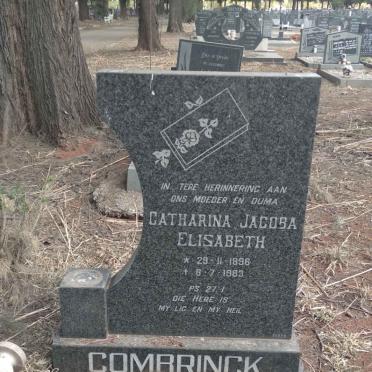 IN TERE HERINNERING AAN
ONS MOEDER EN OUMA
CATHARINA JACOBA
ELISABETH
* 29-11-1896
+ 6-7-1983
PS 27:1
DIE HERE IS
MY LIG EN MY HEIL
COMBRINCK